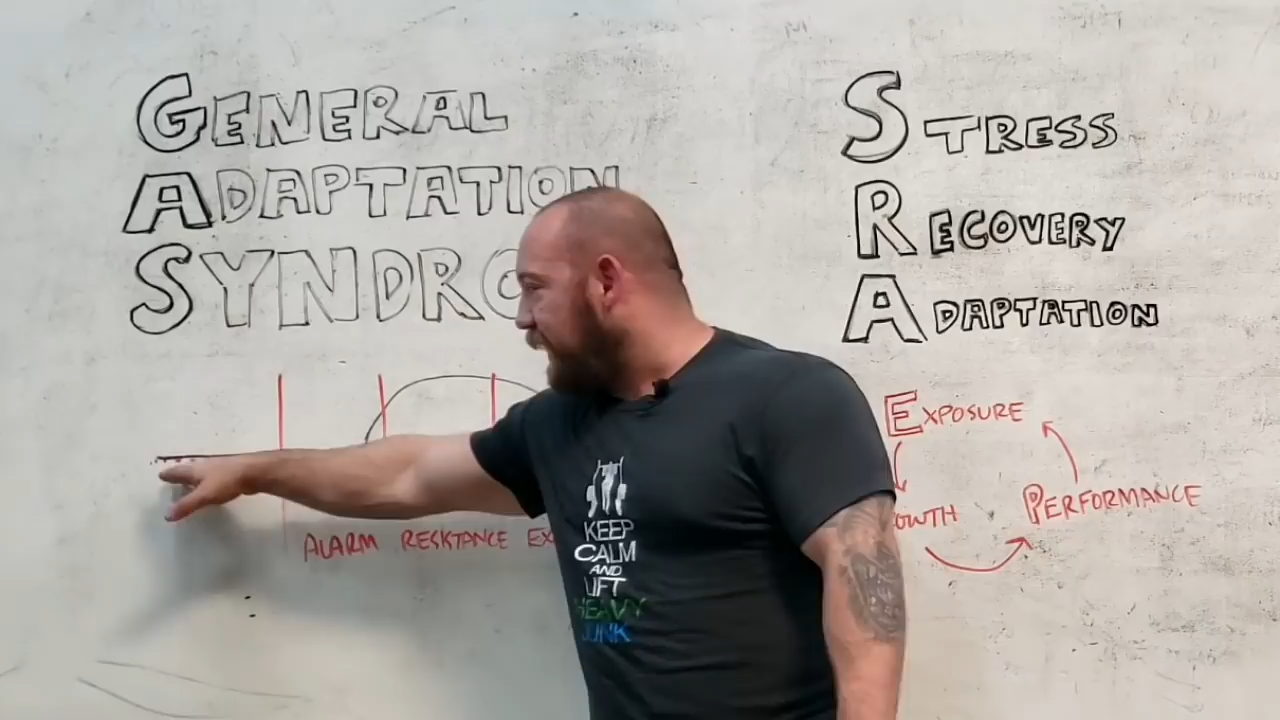 GENERAL
ADAPTATION
SYNDRO
ALARM RESISTANCE EX
STRESS
RECOVERY
ADAPTATION
EXPOSURE
OWTH
PERFORMANCE
KEEP
CALM
AND
LIFT
HEAVY
JUNK